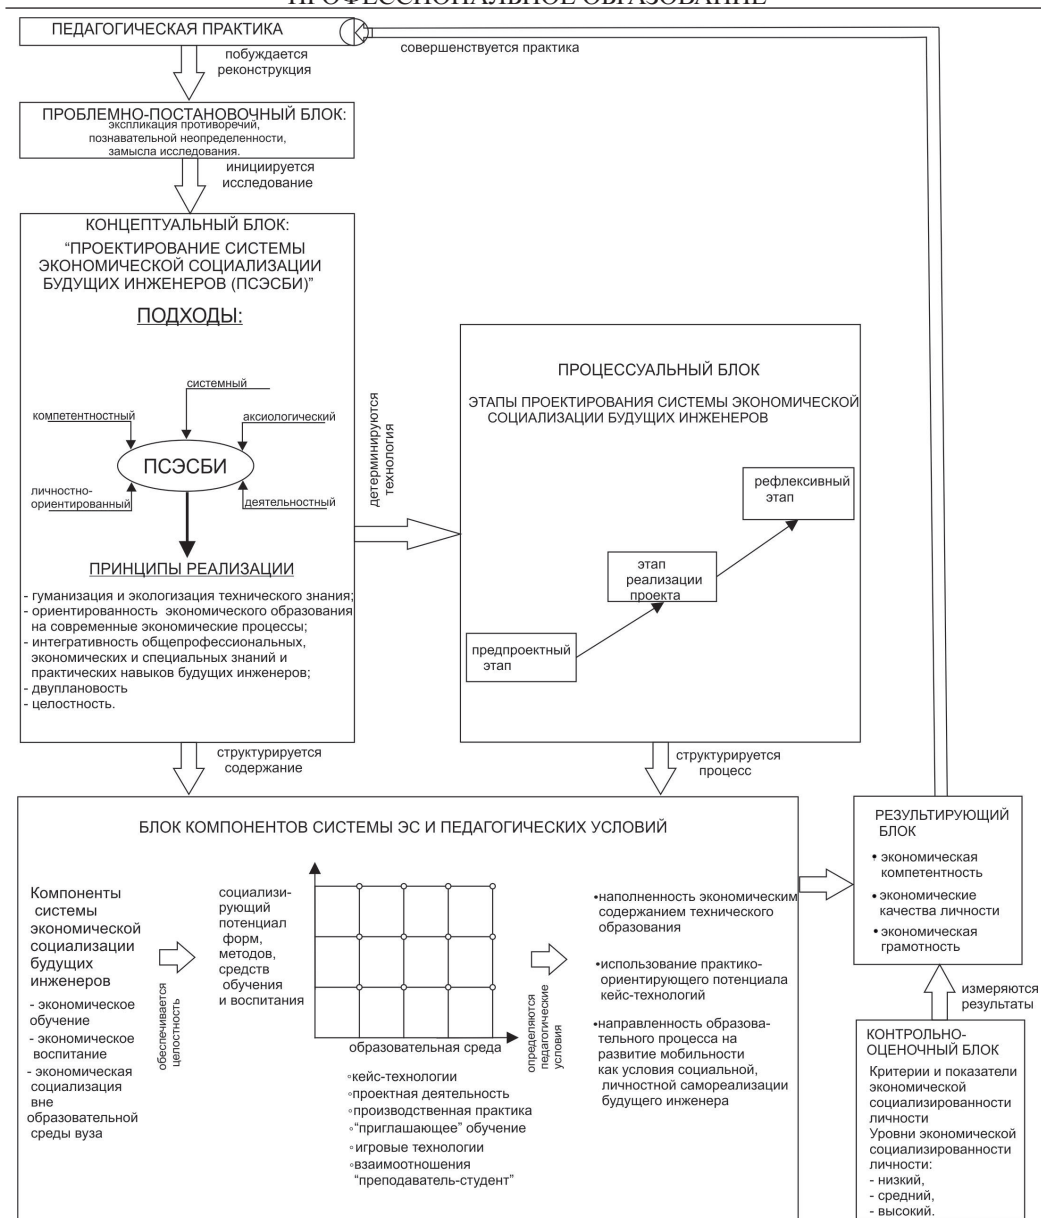 ПРОФЕССИОНАЛЬНОЕ ОБРАЗОВАНИЕ
ПЕДАГОГИЧЕСКАЯ ПРАКТИКА
совершенствуется практика
побуждается
реконструкция
ПРОБЛЕМНО-ПОСТАНОВОЧНЫЙ БЛОК:
экспликация противоречий,
познавательной неопределенности,
замысла исследования.
инициируется
исследование
КОНЦЕПТУАЛЬНЫЙ БЛОК:
“ПРОЕКТИРОВАНИЕ СИСТЕМЫ
ЭКОНОМИЧЕСКОЙ СОЦИАЛИЗАЦИИ
БУДУЩИХ ИНЖЕНЕРОВ (ПСЭСБИ)”
ПОДХОДЫ:
системный
компетентностный
аксиологический
ПСЭСБИ
личностно-
ориентированный
деятельностный
ПРИНЦИПЫ РЕАЛИЗАЦИИ
- гуманизация и экологизация технического знания;
- ориентированность экономического образования
на современные экономические процессы;
- интегративность общепрофессиональных,
экономических и специальных знаний и
практических навыков будущих инженеров;
- двуплановость
- целостность.
детерминируются
технология
ПРОЦЕССУАЛЬНЫЙ БЛОК
ЭТАПЫ ПРОЕКТИРОВАНИЯ СИСТЕМЫ ЭКОНОМИЧЕСКОЙ
СОЦИАЛИЗАЦИИ БУДУЩИХ ИНЖЕНЕРОВ
рефлексивный
этап
этап
реализации
проекта
предпроектный
этап
структурируется
содержание
структурируется
процесс
БЛОК КОМПОНЕНТОВ СИСТЕМЫ ЭС И ПЕДАГОГИЧЕСКИХ УСЛОВИЙ
Компоненты
системы
экономической
социализации
будущих
инженеров
- экономическое
обучение
- экономическое
воспитание
- экономическая
социализация
вне
образовательной
среды вуза
обеспечивается
целостность
социализи-
рующий
потенциал
форм,
методов,
средств
обучения
и воспитания
образовательная среда
◦кейс-технологии
◦проектная деятельность
◦производственная практика
◦“приглашающее” обучение
◦игровые технологии
◦взаимоотношения
“преподаватель-студент”
определяются
педагогические
условия
•наполненность экономическим
содержанием технического
образования
•использование практико-
ориентирующего потенциала
кейс-технологий
•направленность образова-
тельного процесса на
развитие мобильности
как условия социальной,
личностной самореализации
будущего инженера
РЕЗУЛЬТИРУЮЩИЙ
БЛОК
• экономическая
компетентность
•экономические
качества личности
• экономическая
грамотность
измеряются
результаты
КОНТРОЛЬНО-
ОЦЕНОЧНЫЙ БЛОК
Критерии и показатели
экономической
социализированности
личности
Уровни экономической
социализированности
личности:
- низкий,
- средний,
- высокий.